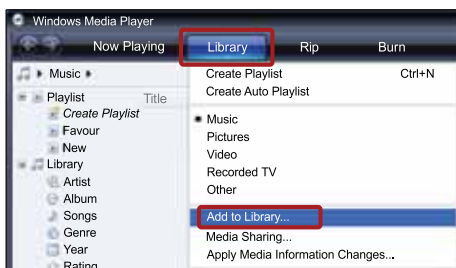 Windows Media Player
Now Playing Library Rip Burn
Music
Playlist Title
Create Playlist
Favour
New
Library
Artist
Album
Songs
Genre
Year
Rating
Create Playlist Ctrl+N
Create Auto Playlist
Music
Pictures
Video
Recorded TV
Other
Add to Library...
Media Sharing...
Apply Media Information Changes...